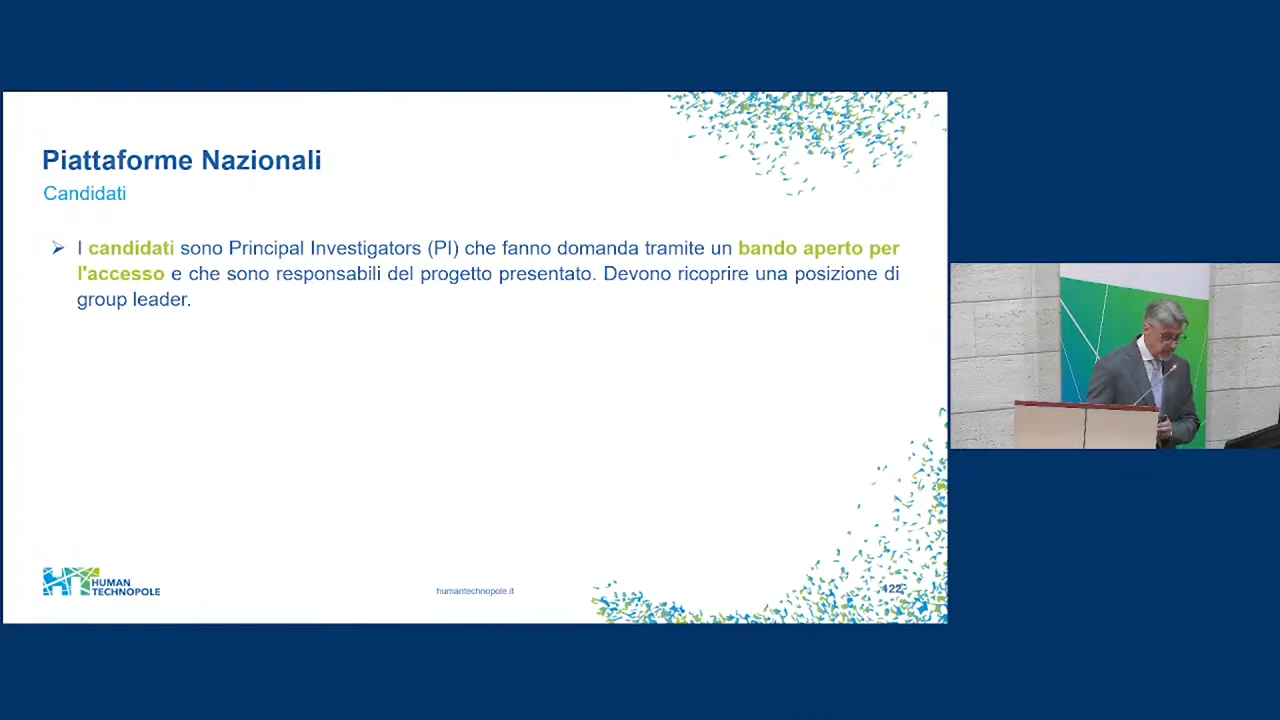 Piattaforme Nazionali
Candidati
➢ I candidati sono Principal Investigators (PI) che fanno domanda tramite un bando aperto per
l'accesso e che sono responsabili del progetto presentato. Devono ricoprire una posizione di
group leader.
HUMAN
TECHNOPOLE
humantechnopole.it
122